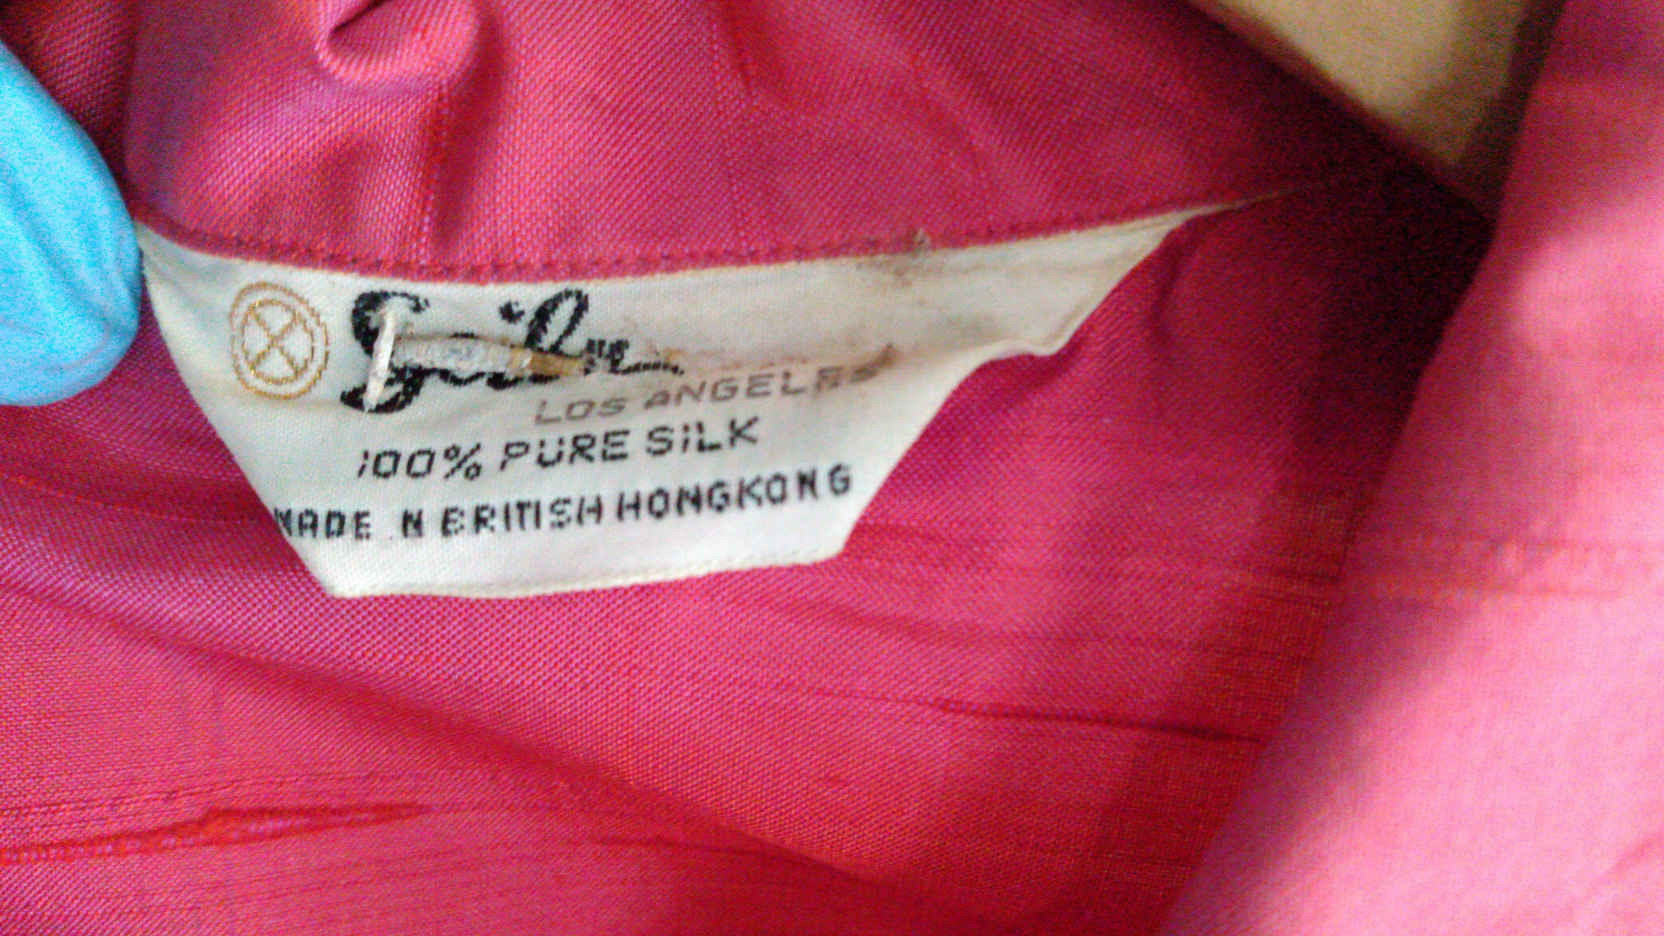 LOS ANGELES
100% PURE SILK
MADE IN BRITISH HONGKONG